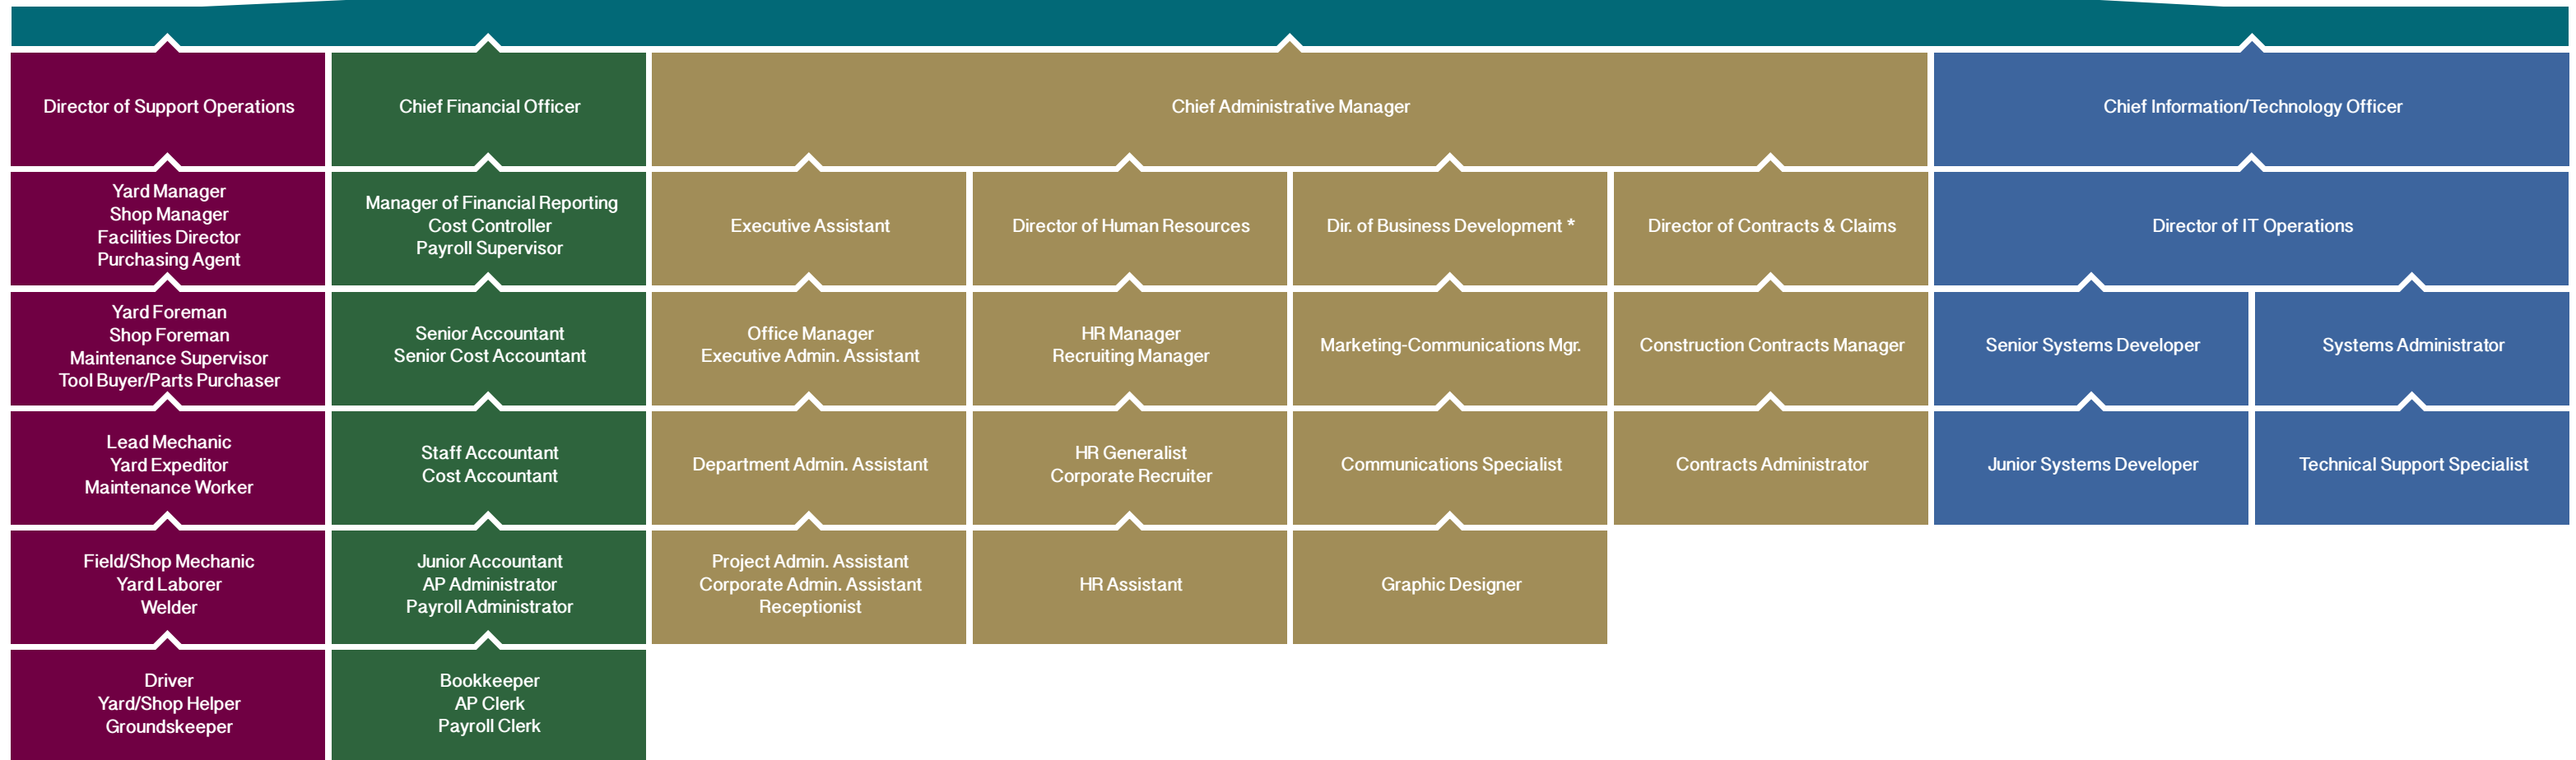 Director of Support Operations
Chief Financial Officer
Chief Administrative Manager
Chief Information/Technology Officer
Yard Manager
Shop Manager
Facilities Director
Purchasing Agent
Manager of Financial Reporting
Cost Controller
Payroll Supervisor
Executive Assistant
Director of Human Resources
Dir. of Business Development *
Director of Contracts & Claims
Director of IT Operations
Yard Foreman
Shop Foreman
Maintenance Supervisor
Tool Buyer/Parts Purchaser
Senior Accountant
Senior Cost Accountant
Office Manager
Executive Admin. Assistant
HR Manager
Recruiting Manager
Marketing-Communications Mgr.
Construction Contracts Manager
Senior Systems Developer
Systems Administrator
Lead Mechanic
Yard Expeditor
Maintenance Worker
Staff Accountant
Cost Accountant
Department Admin. Assistant
HR Generalist
Corporate Recruiter
Communications Specialist
Contracts Administrator
Junior Systems Developer
Technical Support Specialist
Field/Shop Mechanic
Yard Laborer
Welder
Junior Accountant
AP Administrator
Payroll Administrator
Project Admin. Assistant
Corporate Admin. Assistant
Receptionist
HR Assistant
Graphic Designer
Driver
Yard/Shop Helper
Groundskeeper
Bookkeeper
AP Clerk
Payroll Clerk